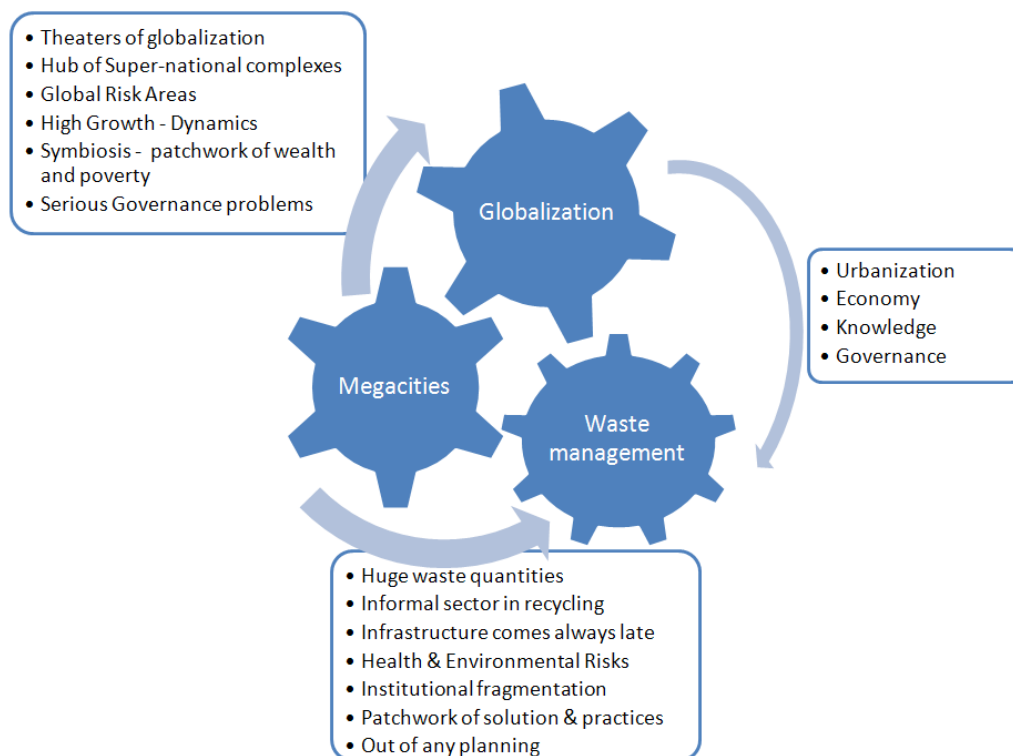 • Theaters of globalization
• Hub of Super-national complexes
• Global Risk Areas
• High Growth - Dynamics
• Symbiosis - patchwork of wealth
and poverty
• Serious Governance problems
Globalization
• Urbanization
• Economy
• Knowledge
• Governance
Megacities
Waste
management
• Huge waste quantities
• Informal sector in recycling
• Infrastructure comes always late
• Health & Environmental Risks
• Institutional fragmentation
• Patchwork of solution & practices
• Out of any planning